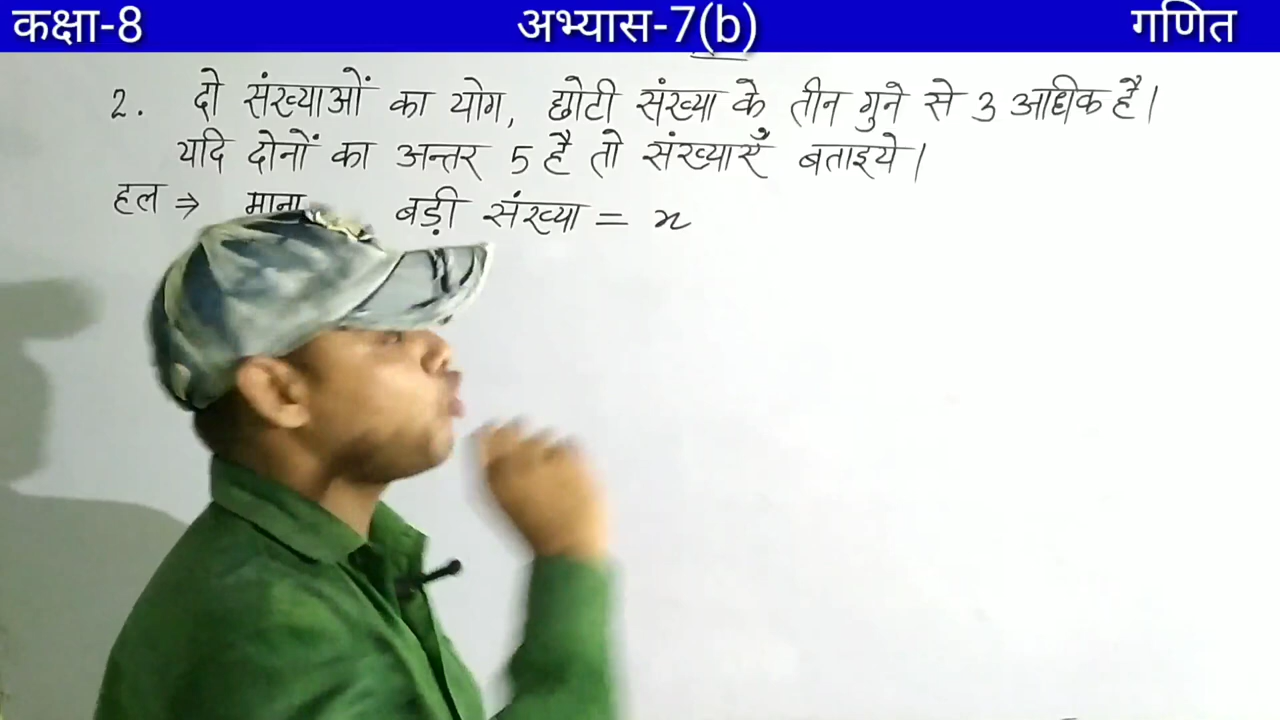 कक्षा-8 अभ्यास-7(b) गणित
2. दो संख्याओं का योग, छोटी संख्या के तीन गुने से 3 अधिक है।
यदि दोनों का अन्तर 5 है तो संख्याएँ बताइये।
हल ⇒ माना बड़ी संख्या = x